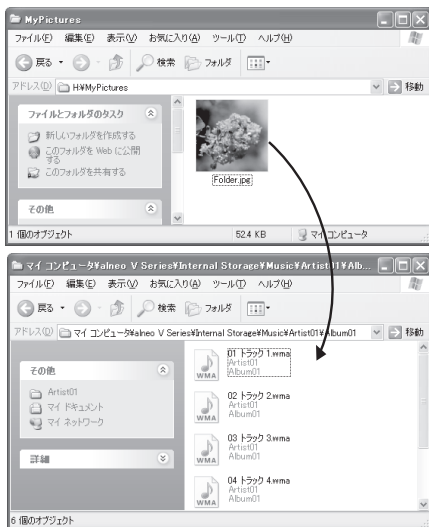 MyPictures
ファイル(F) 編集(E) 表示(V) お気に入り(A) ツール(T) ヘルプ(H)
戻る 検索 フォルダ
アドレス(D) H:¥MyPictures 移動
ファイルとフォルダのタスク
新しいフォルダを作成する
このフォルダを Web に公開
する
このフォルダを共有する
その他
Folder.jpg
1 個のオブジェクト 52.4 KB マイ コンピュータ
マイ コンピュータ¥alneo V Series¥Internal Storage¥Music¥Artist01¥Alb...
ファイル(F) 編集(E) 表示(V) お気に入り(A) ツール(T) ヘルプ(H)
戻る 検索 フォルダ
アドレス(D) マイ コンピュータ¥alneo V Series¥Internal Storage¥Music¥Artist01¥Album01 移動
その他
Artist01
マイ ドキュメント
マイ ネットワーク
詳細
WMA
01 トラック 1.wma
Artist01
Album01
WMA
02 トラック 2.wma
Artist01
Album01
WMA
03 トラック 3.wma
Artist01
Album01
WMA
04 トラック 4.wma
Artist01
Album01
6 個のオブジェクト